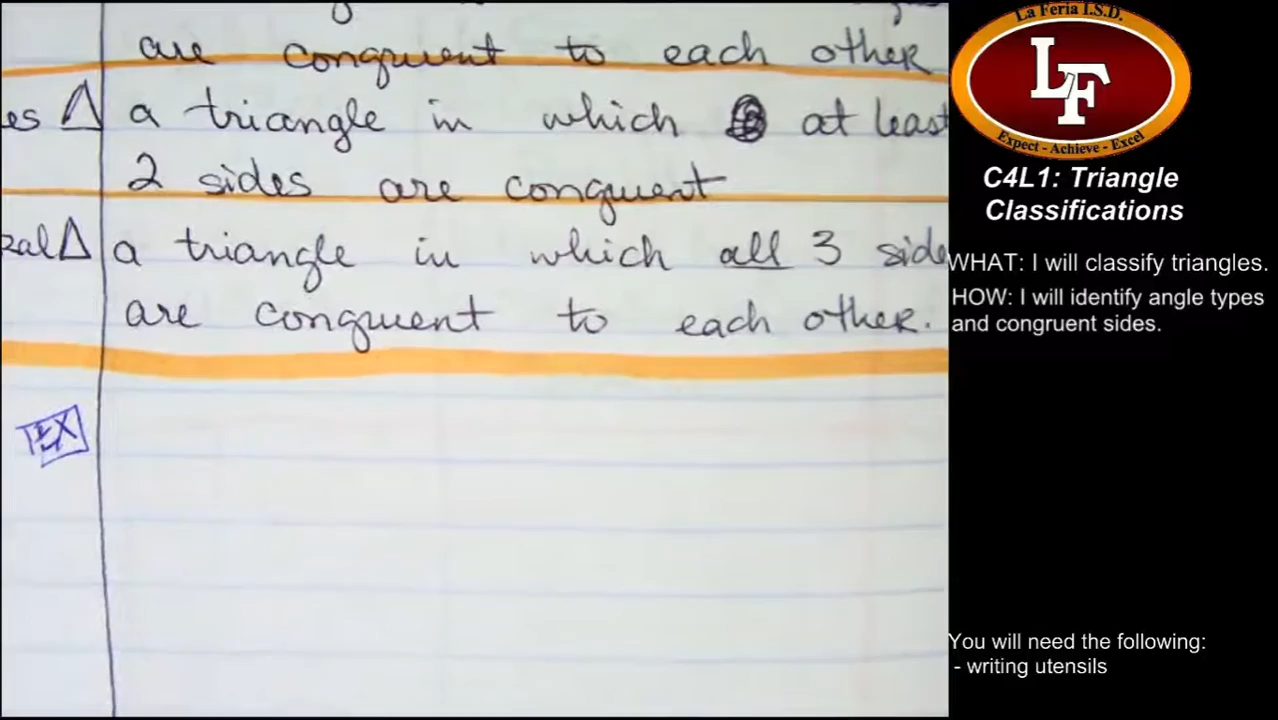 are conguent to each other
es △ a triangle in which at least
2 sides are conguent
ral △ a triangle in which all 3 side
are conguent to each other.
EX
La Feria I.S.D.
LF
Expect - Achieve - Excel
C4L1: Triangle
Classifications
WHAT: I will classify triangles.
HOW: I will identify angle types
and congruent sides.
You will need the following:
- writing utensils